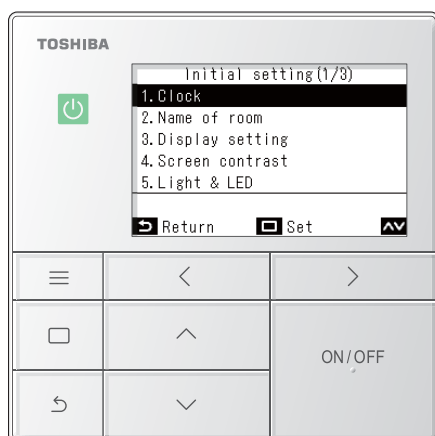 TOSHIBA
Initial setting(1/3)
1.Clock
2.Name of room
3.Display setting
4.Screen contrast
5.Light & LED
Return Set
ON/OFF